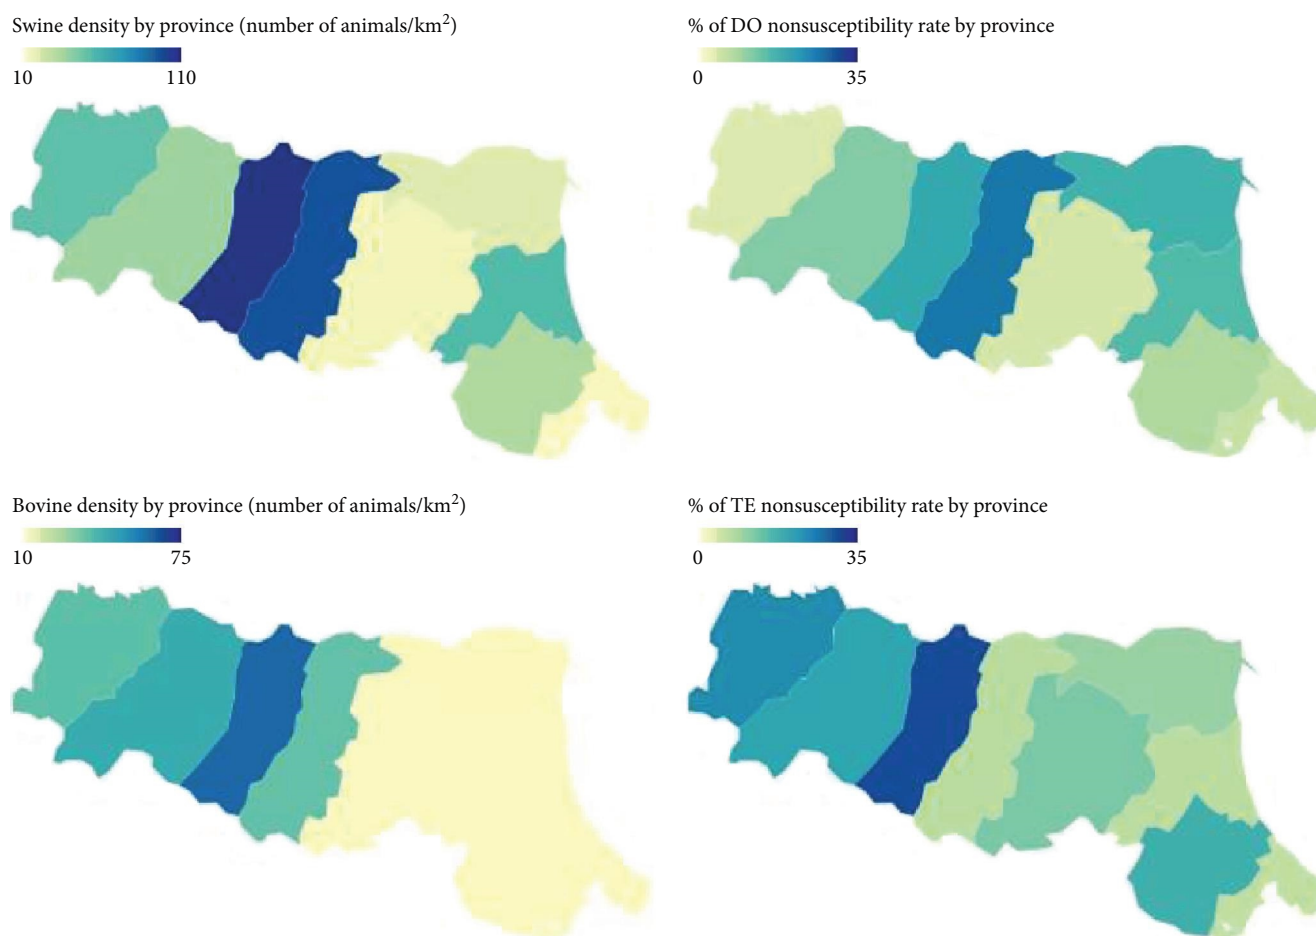 Swine density by province (number of animals/km²)
10 110
% of DO nonsusceptibility rate by province
0 35
Bovine density by province (number of animals/km²)
10 75
% of TE nonsusceptibility rate by province
0 35